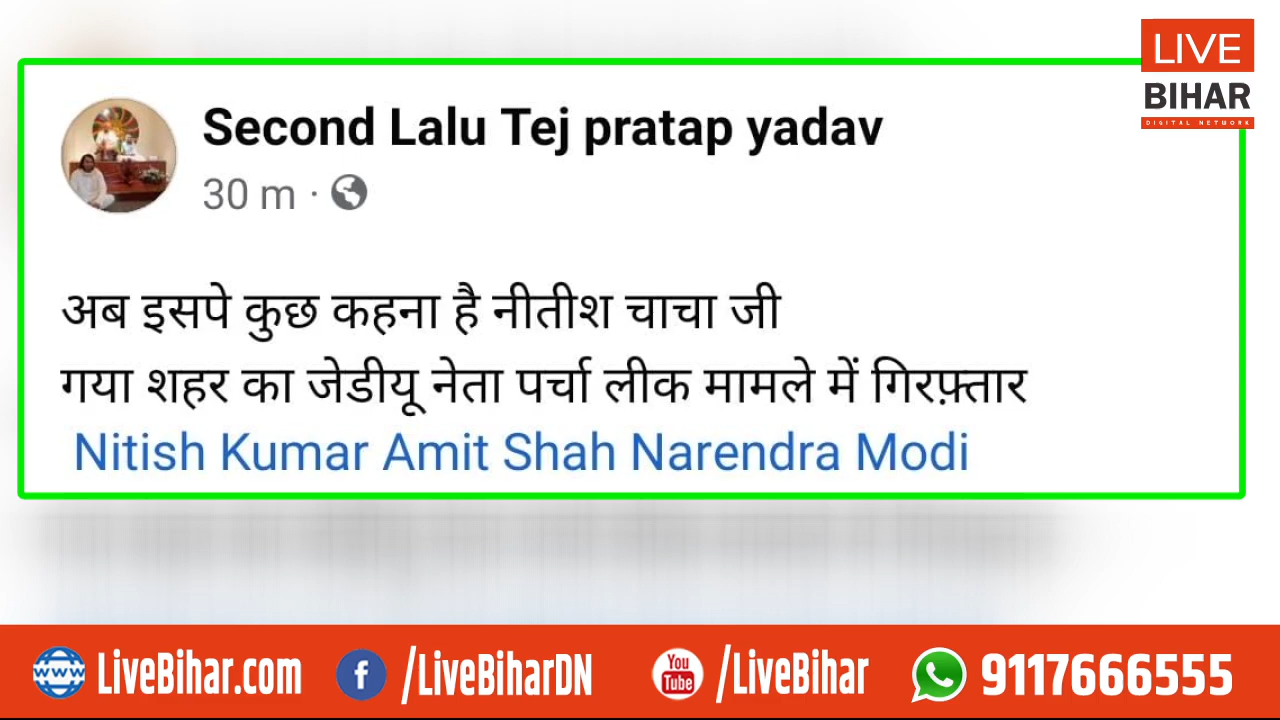 LIVE
BIHAR
DIGITAL NETWORK
Second Lalu Tej pratap yadav
30 m ·
अब इसपे कुछ कहना है नीतीश चाचा जी
गया शहर का जेडीयू नेता पर्चा लीक मामले में गिरफ़्तार
Nitish Kumar Amit Shah Narendra Modi
www LiveBihar.com f /LiveBiharDN You Tube /LiveBihar 9117666555